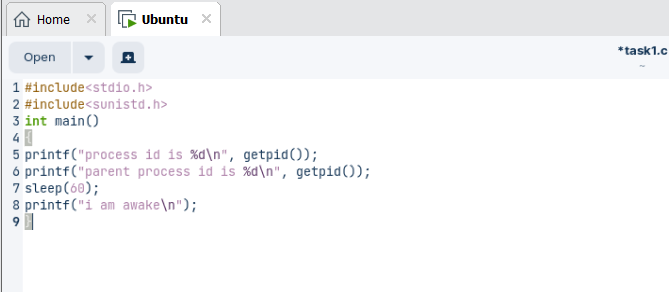 Home
Ubuntu
Open
*task1.c
~
1 #include<stdio.h>
2 #include<sunistd.h>
3 int main()
4 {
5 printf("process id is %d\n", getpid());
6 printf("parent process id is %d\n", getpid());
7 sleep(60);
8 printf("i am awake\n");
9 }